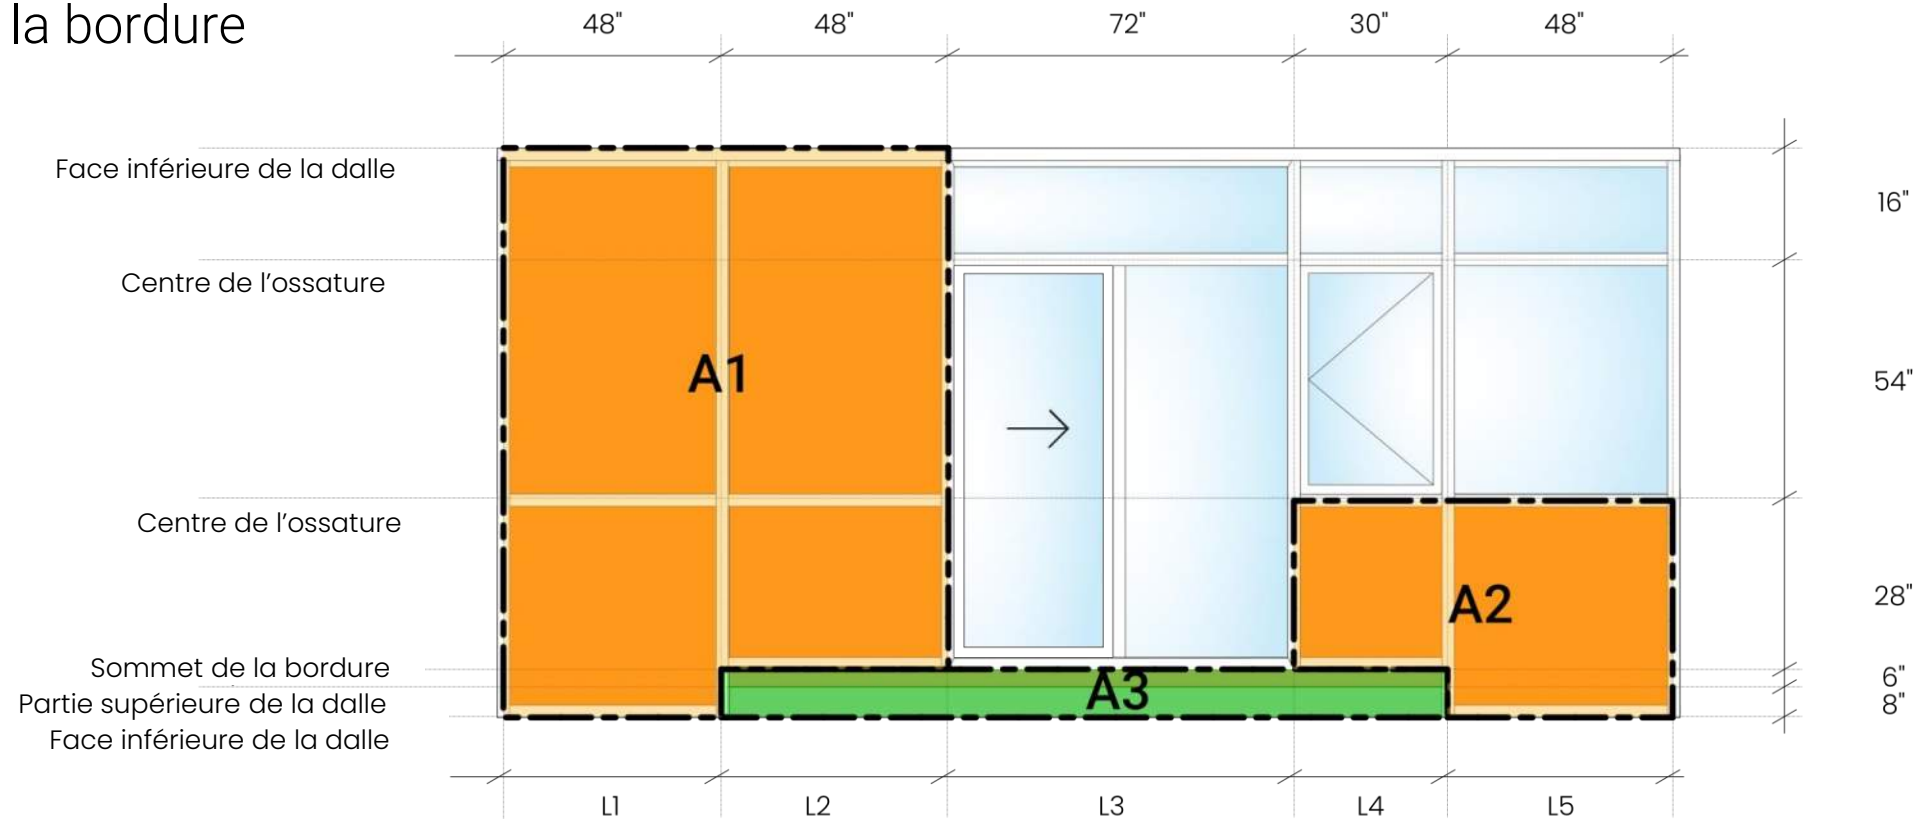 la bordure
48" 48" 72" 30" 48"
Face inférieure de la dalle
16"
Centre de l'ossature
A1
54"
Centre de l'ossature
A2
28"
Sommet de la bordure
6"
A3
Partie supérieure de la dalle
8"
Face inférieure de la dalle
L1 L2 L3 L4 L5